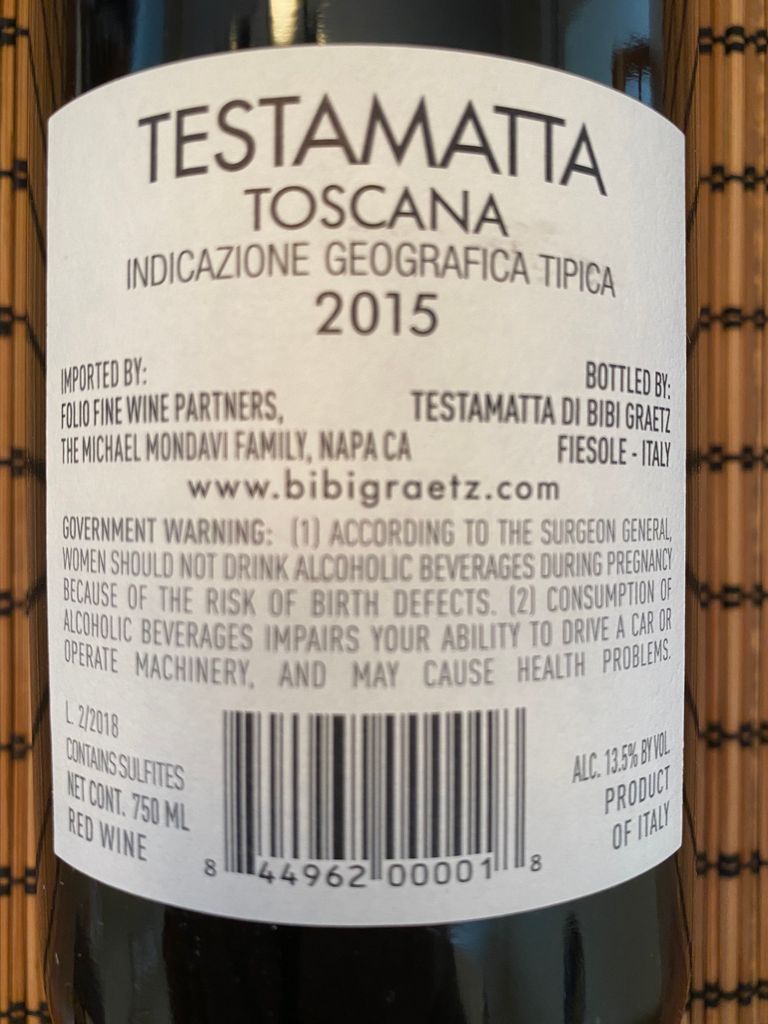 TESTAMATTA
TOSCANA
INDICAZIONE GEOGRAFICA TIPICA
2015
IMPORTED BY:
FOLIO FINE WINE PARTNERS,
THE MICHAEL MONDAVI FAMILY, NAPA CA
BOTTLED BY:
TESTAMATTA DI BIBI GRAETZ
FIESOLE - ITALY
www.bibigraetz.com
GOVERNMENT WARNING: (1) ACCORDING TO THE SURGEON GENERAL,
WOMEN SHOULD NOT DRINK ALCOHOLIC BEVERAGES DURING PREGNANCY
BECAUSE OF THE RISK OF BIRTH DEFECTS. (2) CONSUMPTION OF
ALCOHOLIC BEVERAGES IMPAIRS YOUR ABILITY TO DRIVE A CAR OR
OPERATE MACHINERY, AND MAY CAUSE HEALTH PROBLEMS.
L. 2/2018
CONTAINS SULFITES
NET CONT. 750 ML
RED WINE
8 44962 00001 8
ALC. 13.5% BY VOL.
PRODUCT
OF ITALY